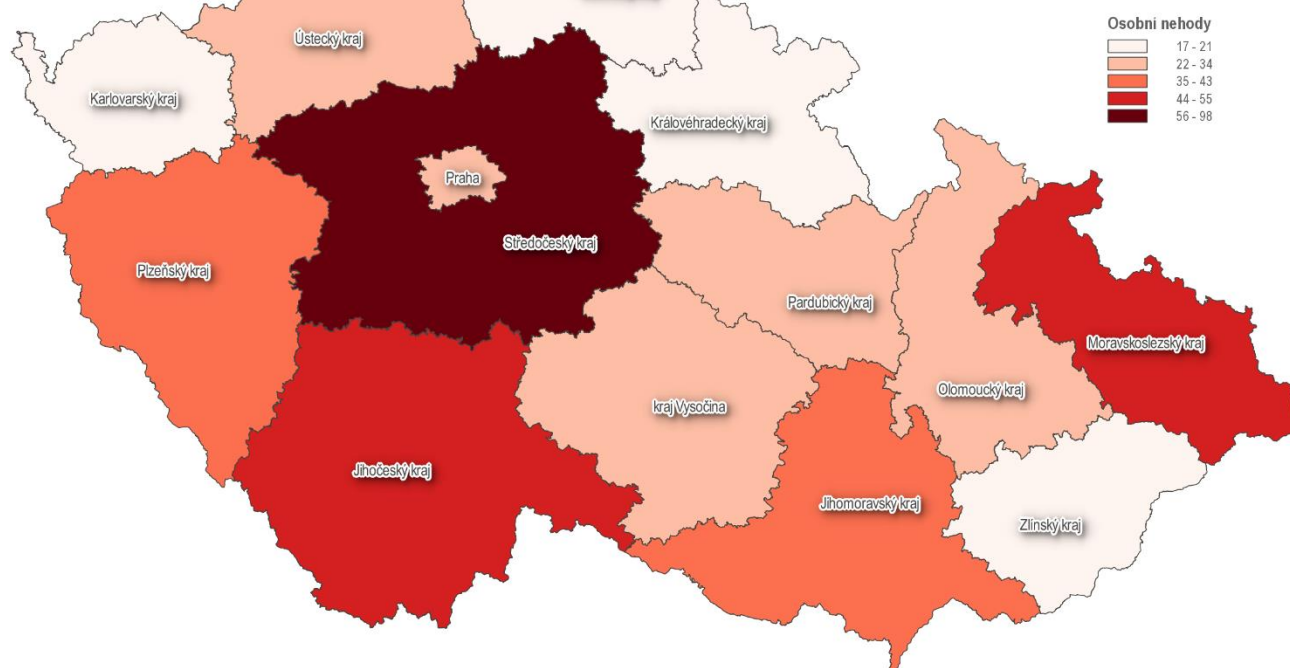 Osobní nehody
17 - 21
22 - 34
35 - 43
44 - 55
56 - 98
Ústecký kraj
Karlovarský kraj
Královéhradecký kraj
Praha
Středočeský kraj
Plzeňský kraj
Pardubický kraj
Moravskoslezský kraj
Olomoucký kraj
kraj Vysočina
Jihočeský kraj
Jihomoravský kraj
Zlínský kraj